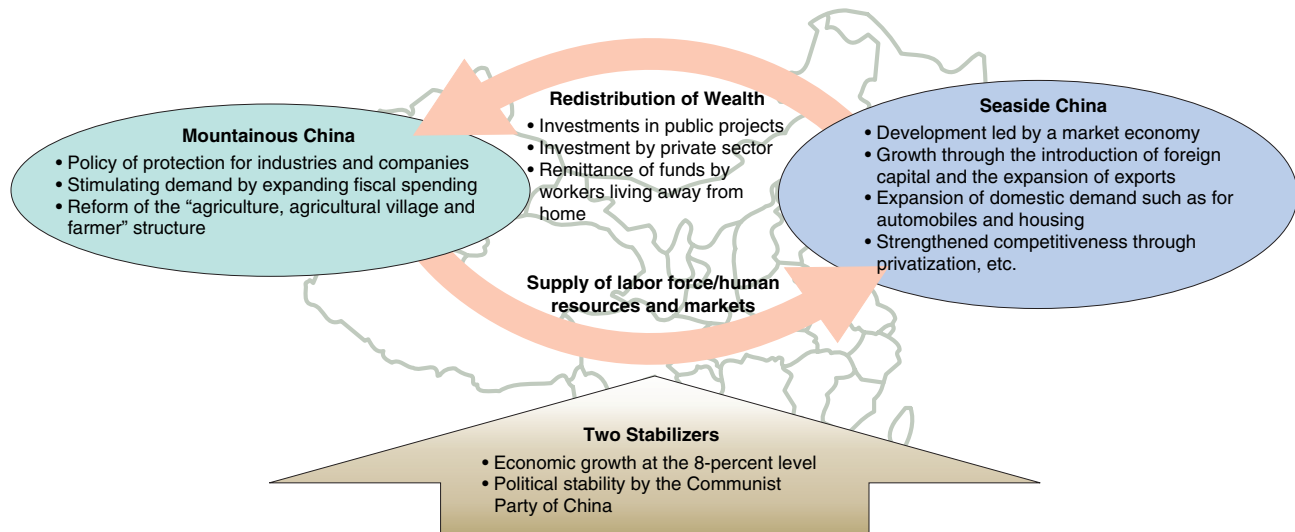 Mountainous China
• Policy of protection for industries and companies
• Stimulating demand by expanding fiscal spending
• Reform of the “agriculture, agricultural village and
farmer” structure
Redistribution of Wealth
• Investments in public projects
• Investment by private sector
• Remittance of funds by
workers living away from
home
Seaside China
• Development led by a market economy
• Growth through the introduction of foreign
capital and the expansion of exports
• Expansion of domestic demand such as for
automobiles and housing
• Strengthened competitiveness through
privatization, etc.
Supply of labor force/human
resources and markets
Two Stabilizers
• Economic growth at the 8-percent level
• Political stability by the Communist
Party of China